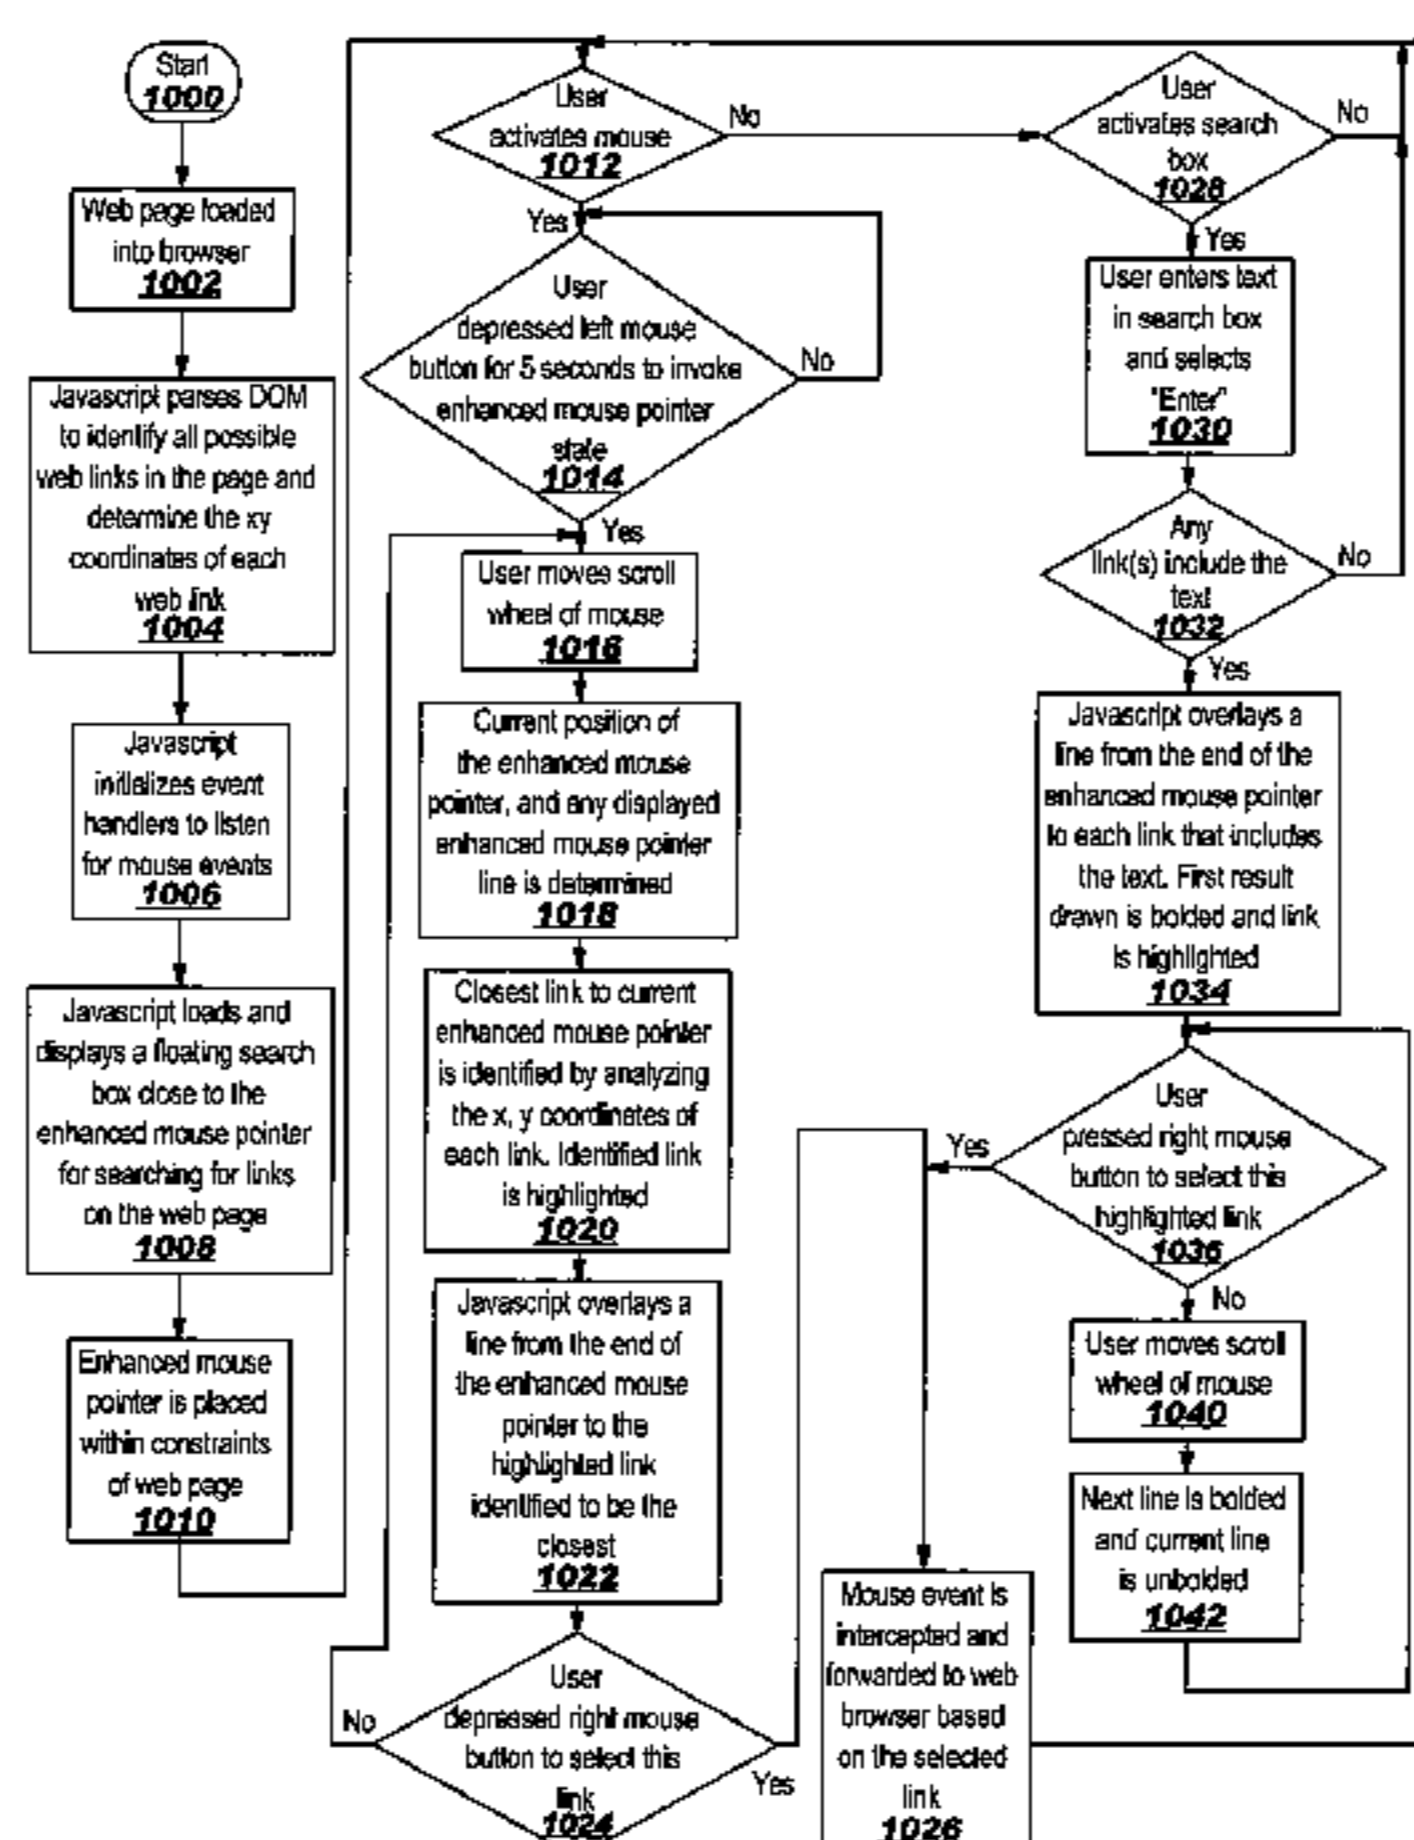 Start
1000
Web page loaded
into browser
1002
Javascript parses DOM
to identify all possible
web links in the page and
determine the xy
coordinates of each
web link
1004
Javascript
initializes event
handlers to listen
for mouse events
1006
Javascript loads and
displays a floating search
box close to the
enhanced mouse pointer
for searching for links
on the web page
1008
Enhanced mouse
pointer is placed
within constraints
of web page
1010
User
activates mouse
1012
No
Yes
User
depressed left mouse
button for 5 seconds to invoke
enhanced mouse pointer
state
1014
No
Yes
User moves scroll
wheel of mouse
1016
Current position of
the enhanced mouse
pointer, and any displayed
enhanced mouse pointer
line is determined
1018
Closest link to current
enhanced mouse pointer
is identified by analyzing
the x, y coordinates of
each link. Identified link
is highlighted
1020
Javascript overlays a
line from the end of
the enhanced mouse
pointer to the
highlighted link
identified to be the
closest
1022
User
depressed right mouse
button to select this
link
1024
No
Yes
Mouse event is
intercepted and
forwarded to web
browser based
on the selected
link
1026
User
activates search
box
1028
No
Yes
User enters text
in search box
and selects
"Enter"
1030
Any
link(s) include the
text
1032
No
Yes
Javascript overlays a
line from the end of the
enhanced mouse pointer
to each link that includes
the text. First result
drawn is bolded and link
is highlighted
1034
User
pressed right mouse
button to select this
highlighted link
1036
Yes
No
User moves scroll
wheel of mouse
1040
Next line is bolded
and current line
is unbolded
1042